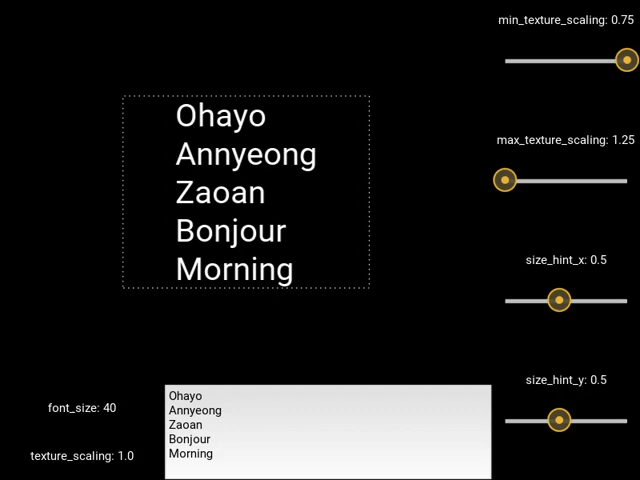 min_texture_scaling: 0.75
Ohayo
Annyeong
Zaoan
Bonjour
Morning
max_texture_scaling: 1.25
size_hint_x: 0.5
size_hint_y: 0.5
font_size: 40
texture_scaling: 1.0
Ohayo
Annyeong
Zaoan
Bonjour
Morning